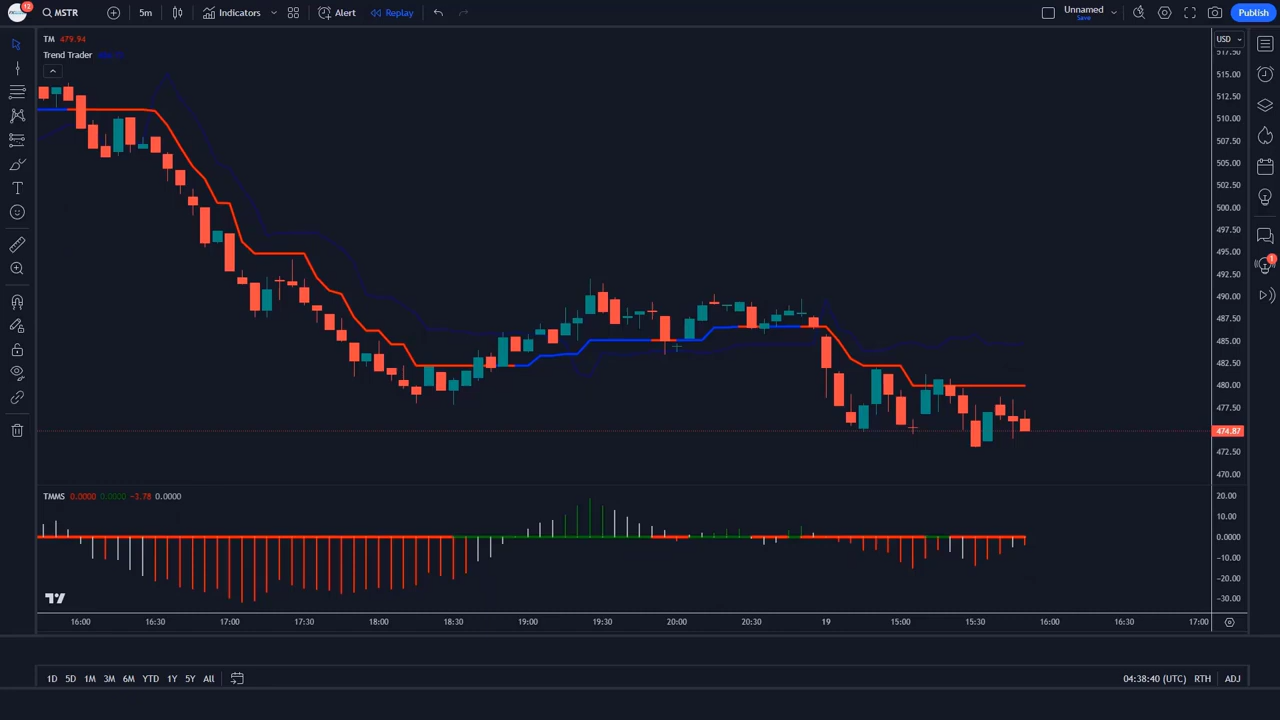 12
MSTR
5m
Indicators
Alert
Replay
Unnamed
Save
Publish
TM 479.94
USD
Trend Trader
517.50
515.00
512.50
510.00
507.50
505.00
502.50
500.00
497.50
495.00
492.50
490.00
487.50
485.00
482.50
480.00
477.50
474.87
472.50
470.00
1
TMMS 0.0000 0.0000 −3.78 0.0000
20.00
10.00
0.0000
−10.00
−20.00
−30.00
16:00 16:30 17:00 17:30 18:00 18:30 19:00 19:30 20:00 20:30 19 15:00 15:30 16:00 16:30 17:00
1D 5D 1M 3M 6M YTD 1Y 5Y All
04:38:40 (UTC) RTH ADJ